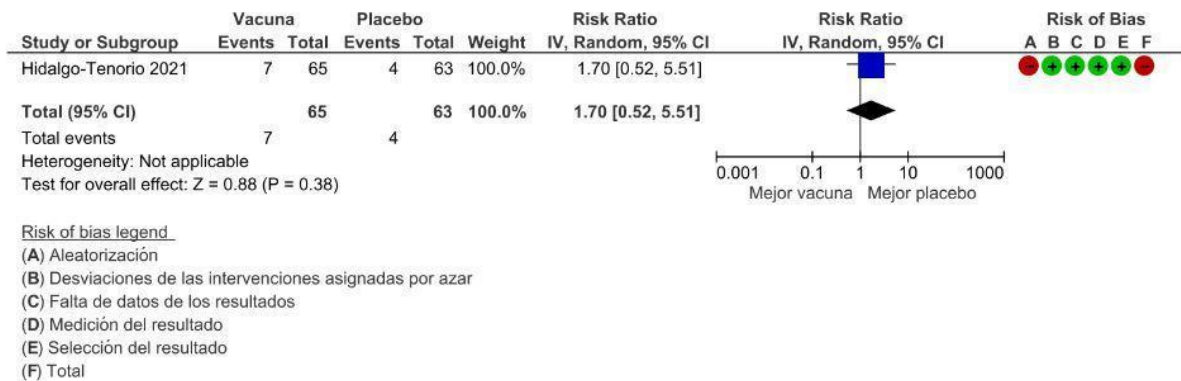 Vacuna Placebo Risk Ratio Risk Ratio Risk of Bias
Study or Subgroup Events Total Events Total Weight IV, Random, 95% CI IV, Random, 95% CI A B C D E F
Hidalgo-Tenorio 2021 7 65 4 63 100.0% 1.70 [0.52, 5.51] - + + + + -
Total (95% CI) 65 63 100.0% 1.70 [0.52, 5.51]
Total events 7 4
Heterogeneity: Not applicable
Test for overall effect: Z = 0.88 (P = 0.38)
0.001 0.1 1 10 1000
Mejor vacuna Mejor placebo
Risk of bias legend
(A) Aleatorización
(B) Desviaciones de las intervenciones asignadas por azar
(C) Falta de datos de los resultados
(D) Medición del resultado
(E) Selección del resultado
(F) Total